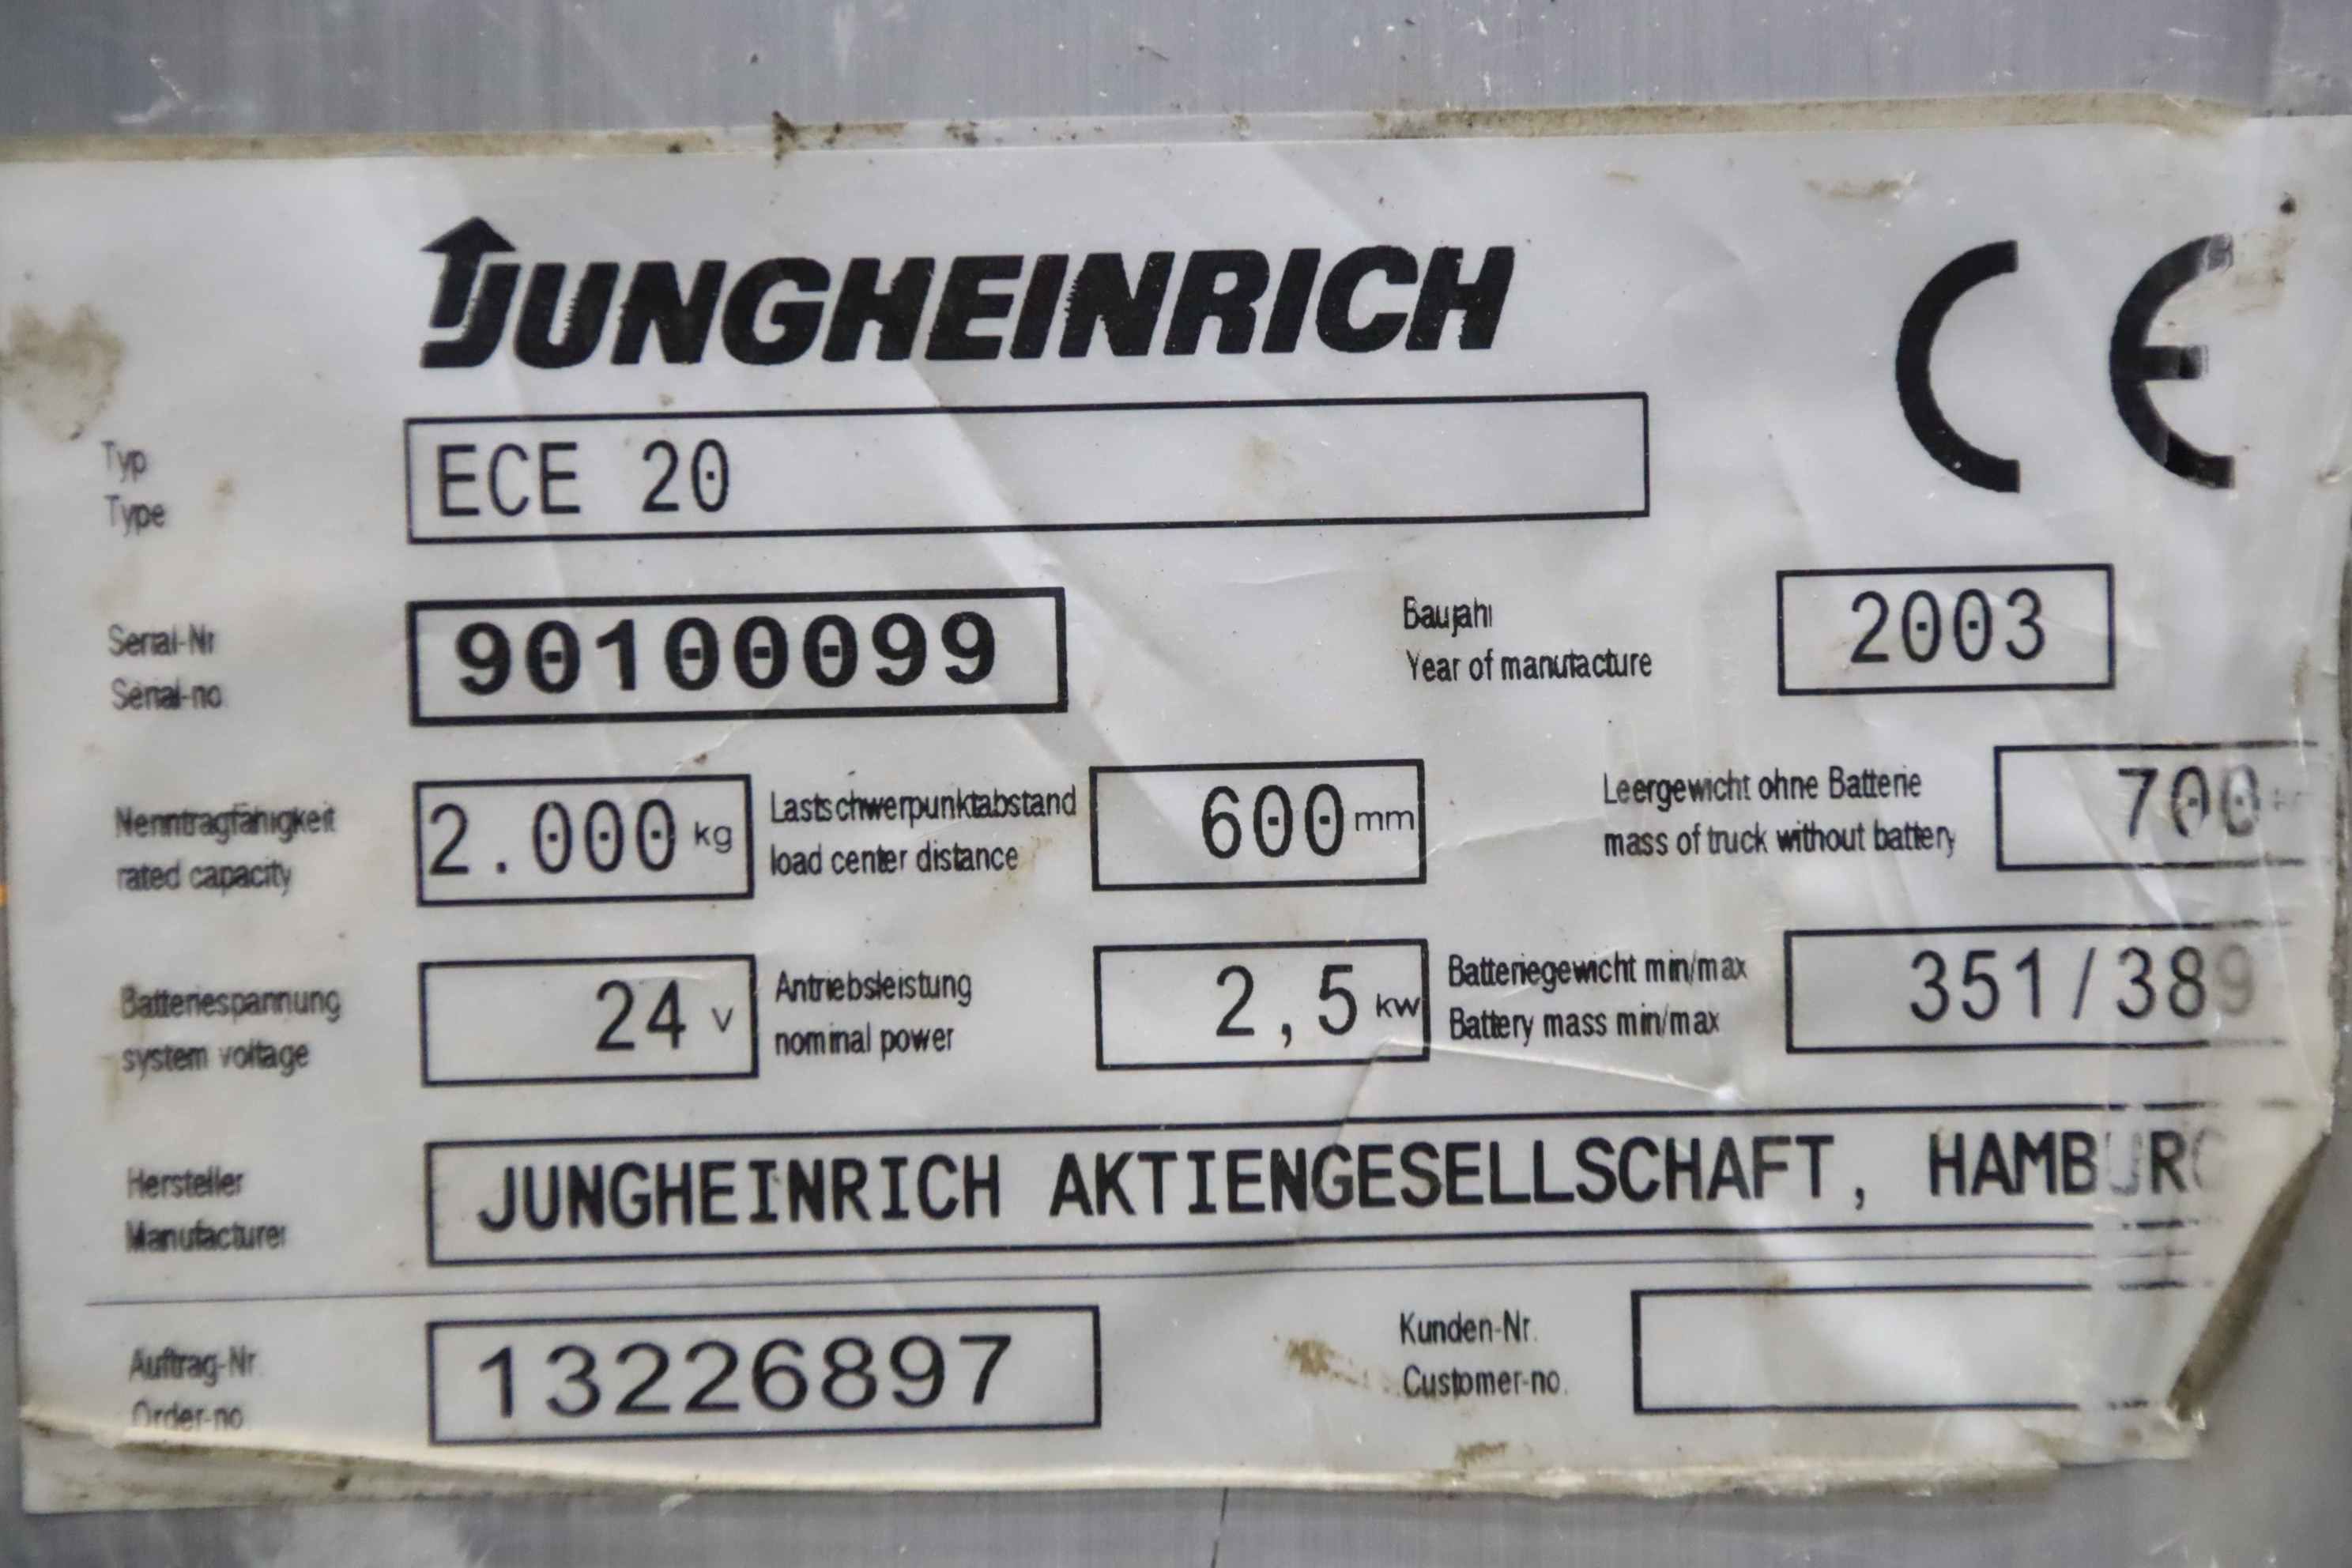 JUNGHEINRICH
CE
Typ
Type
ECE 20
Serial-Nr
Serial-no.
90100099
Baujahr
Year of manufacture
2003
Nenntragfähigkeit
rated capacity
2.000 kg
Lastschwerpunktabstand
load center distance
600 mm
Leergewicht ohne Batterie
mass of truck without battery
700
Batteriespannung
system voltage
24 V
Antriebsleistung
nominal power
2,5 kW
Batteriegewicht min/max
Battery mass min/max
351/389
Hersteller
Manufacturer
JUNGHEINRICH AKTIENGESELLSCHAFT, HAMBURG
Auftrag-Nr
Order-no
13226897
Kunden-Nr.
Customer-no.